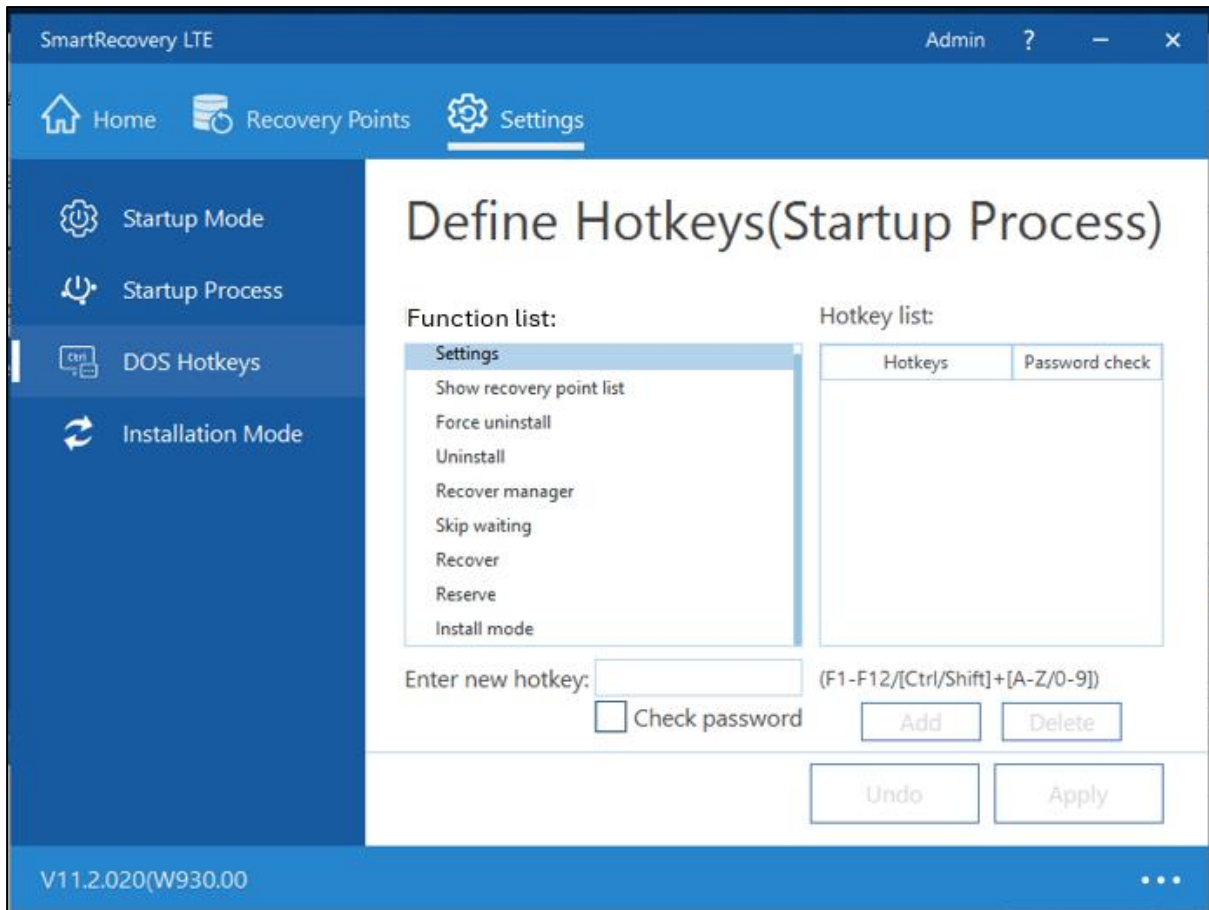 SmartRecovery LTE
Admin ? − ×
Home Recovery Points Settings
Startup Mode
Startup Process
Ctrl
DOS Hotkeys
Installation Mode
Define Hotkeys(Startup Process)
Function list:
Settings
Show recovery point list
Force uninstall
Uninstall
Recover manager
Skip waiting
Recover
Reserve
Install mode
Hotkey list:
Hotkeys Password check
Enter new hotkey: (F1-F12/[Ctrl/Shift]+[A-Z/0-9])
Check password Add Delete
Undo Apply
V11.2.020(W930.00